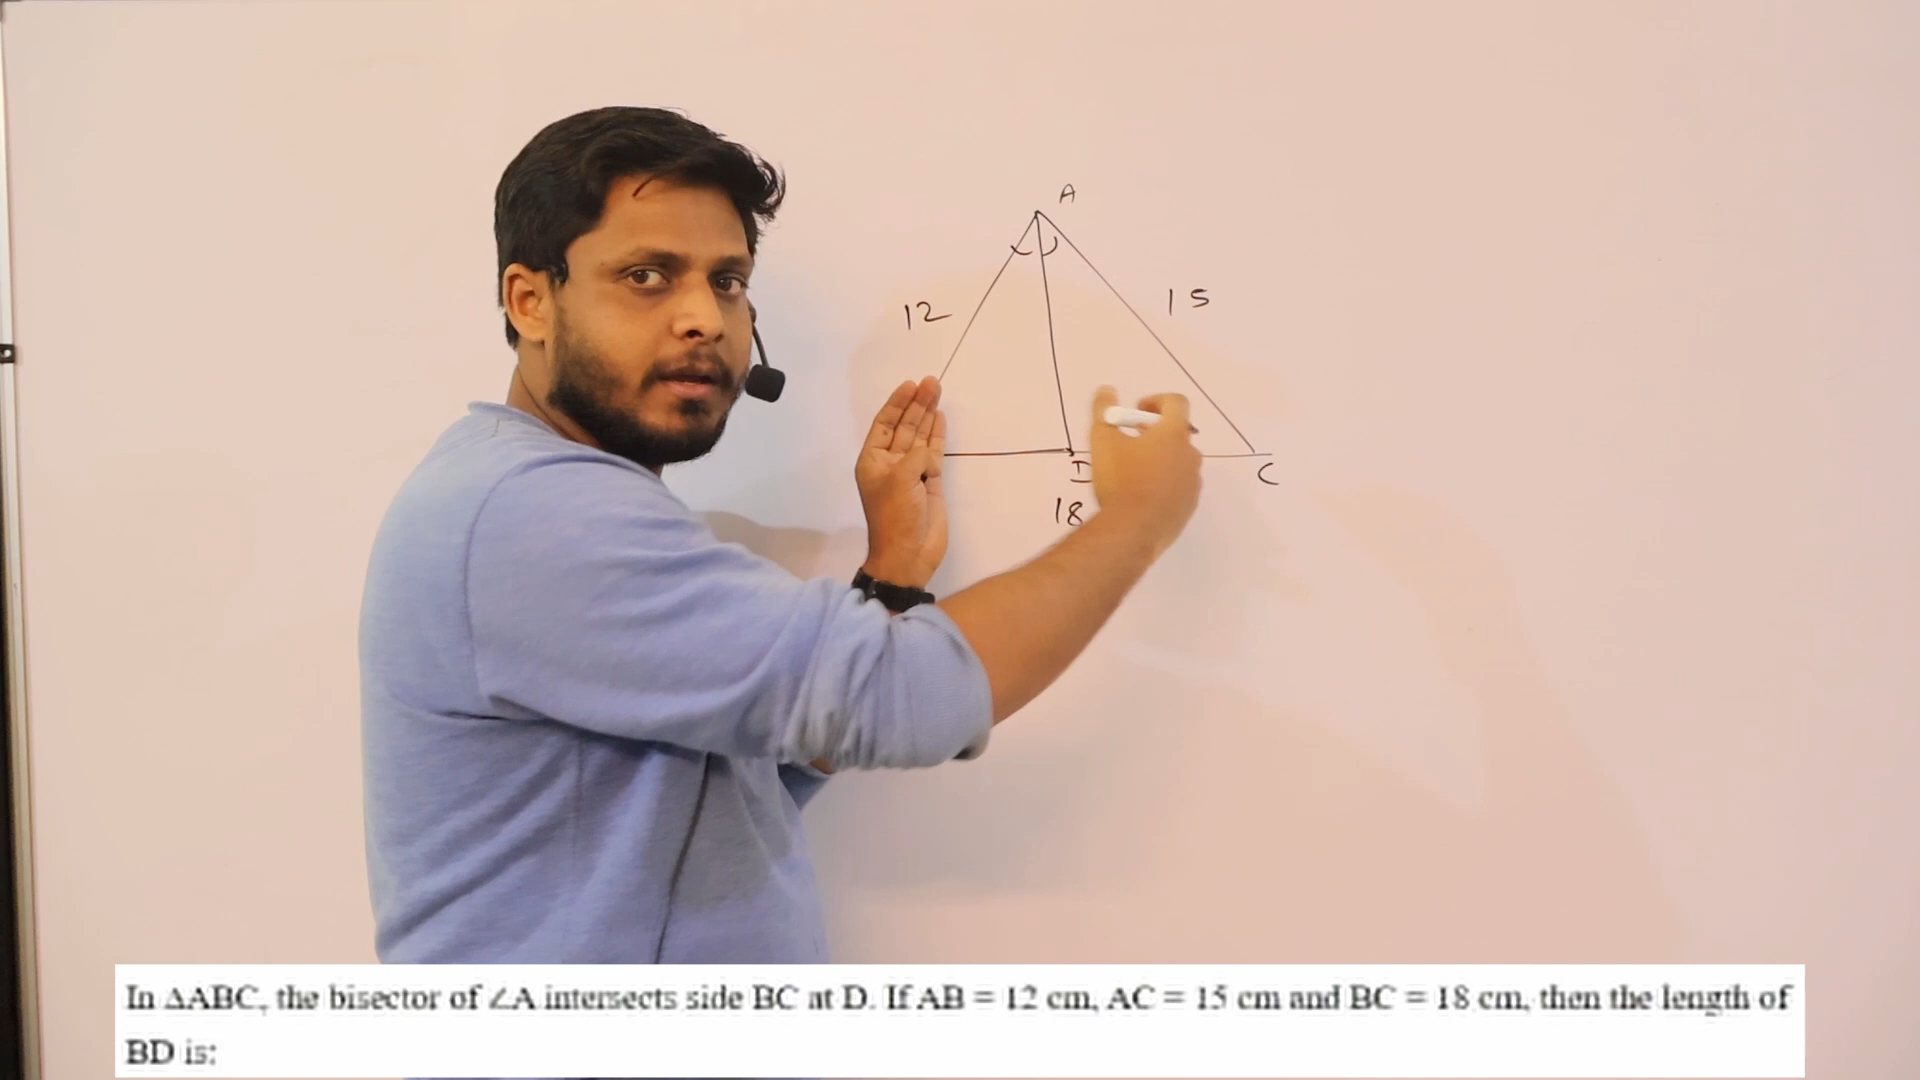 A
12
15
D
C
18
In ΔABC, the bisector of ∠A intersects side BC at D. If AB = 12 cm, AC = 15 cm and BC = 18 cm, then the length of
BD is: